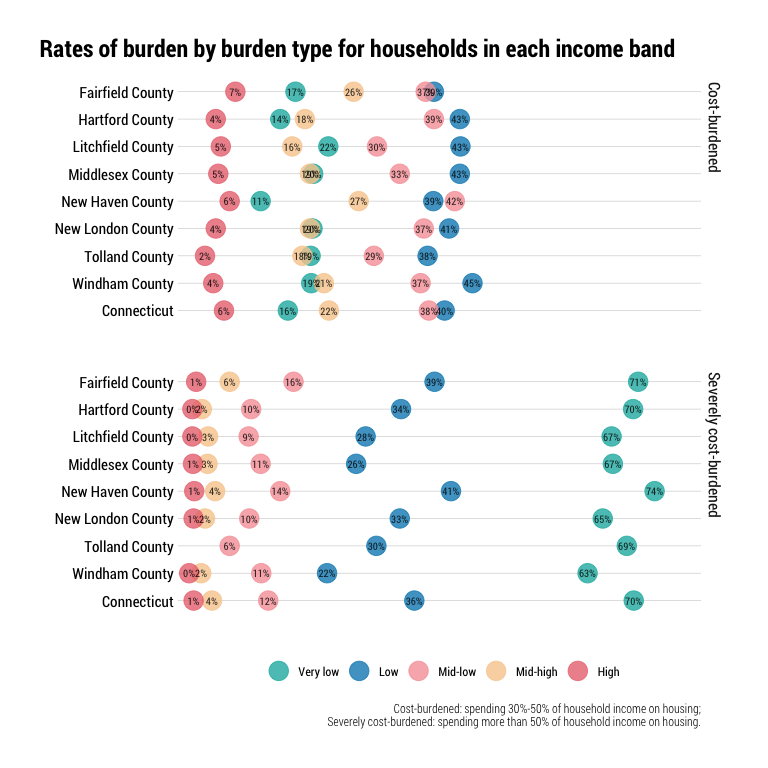 Rates of burden by burden type for households in each income band
Cost-burdened
Fairfield County 7% 17% 26% 37% 39%
Hartford County 4% 14% 18% 39% 43%
Litchfield County 5% 16% 22% 30% 43%
Middlesex County 5% 20% 33% 43%
New Haven County 6% 11% 27% 39% 42%
New London County 4% 20% 37% 41%
Tolland County 2% 18% 19% 29% 38%
Windham County 4% 19% 21% 37% 45%
Connecticut 6% 16% 22% 38% 40%
Severely cost-burdened
Fairfield County 1% 6% 16% 39% 71%
Hartford County 0% 2% 10% 34% 70%
Litchfield County 0% 3% 9% 28% 67%
Middlesex County 1% 3% 11% 26% 67%
New Haven County 1% 4% 14% 41% 74%
New London County 1% 2% 10% 33% 65%
Tolland County 6% 30% 69%
Windham County 0% 2% 11% 22% 63%
Connecticut 1% 4% 12% 36% 70%
Very low Low Mid-low Mid-high High
Cost-burdened: spending 30%-50% of household income on housing;
Severely cost-burdened: spending more than 50% of household income on housing.